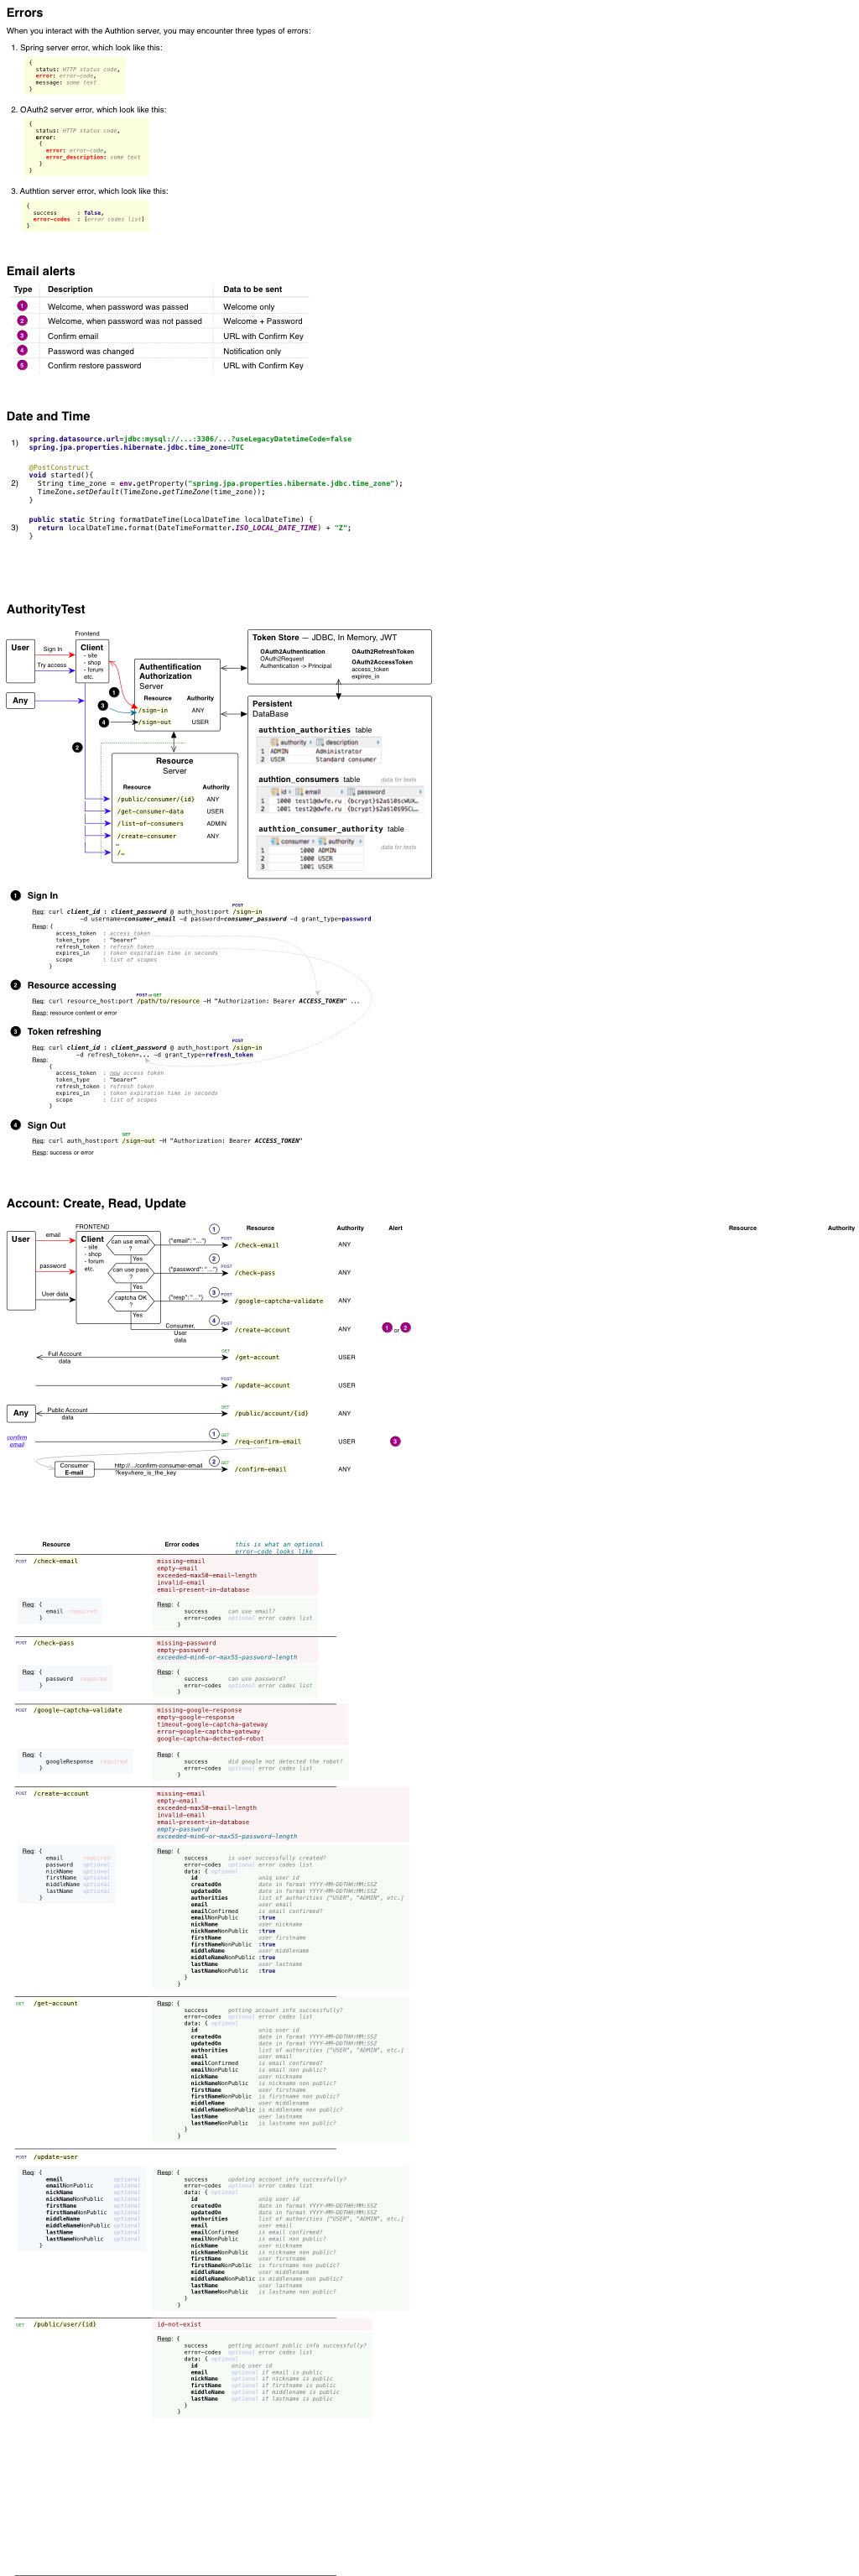 Errors
When you interact with the Authtion server, you may encounter three types of errors:
1. Spring server error, which look like this:
{
status: HTTP status code,
error: error-code,
message: some text
}
2. OAuth2 server error, which look like this:
{
status: HTTP status code,
error:
{
error: error-code,
error_description: some text
}
}
3. Authtion server error, which look like this:
{
success : false,
error-codes : [error codes list]
}
Email alerts
Type Description Data to be sent
1 Welcome, when password was passed Welcome only
2 Welcome, when password was not passed Welcome + Password
3 Confirm email URL with Confirm Key
4 Password was changed Notification only
5 Confirm restore password URL with Confirm Key
Date and Time
1) spring.datasource.url=jdbc:mysql://...:3306/...?useLegacyDatetimeCode=false
spring.jpa.properties.hibernate.jdbc.time_zone=UTC
@PostConstruct
void started(){
2) String time_zone = env.getProperty("spring.jpa.properties.hibernate.jdbc.time_zone");
TimeZone.setDefault(TimeZone.getTimeZone(time_zone));
}
public static String formatDateTime(LocalDateTime localDateTime) {
3) return localDateTime.format(DateTimeFormatter.ISO_LOCAL_DATE_TIME) + "Z";
}
AuthorityTest
Frontend
User
Sign In
Try access
Client
- site
- shop
- forum
etc.
Any
Authentification
Authorization
Server
Resource Authority
/sign-in ANY
/sign-out USER
1
3
4
2
Token Store — JDBC, In Memory, JWT
OAuth2Authentication
OAuth2Request
Authentication -> Principal
OAuth2RefreshToken
OAuth2AccessToken
access_token
expires_in
Resource
Server
Resource Authority
/public/consumer/{id} ANY
/get-consumer-data USER
/list-of-consumers ADMIN
/create-consumer ANY
…
/…
Persistent
DataBase
authtion_authorities table
authority description
1 ADMIN Administrator
2 USER Standard consumer
authtion_consumers table data for tests
id email password
1 1000 test1@dwfe.ru
2 1001 test2@dwfe.ru
authtion_consumer_authority table
data for tests
consumer authority
1 1000 ADMIN
2 1000 USER
3 1001 USER
1 Sign In
POST
Req: curl client_id : client_password @ auth_host:port /sign-in
-d username=consumer_email -d password=consumer_password -d grant_type=password
Resp: {
access_token : access token
token_type : "bearer"
refresh_token : refresh token
expires_in : token expiration time in seconds
scope : list of scopes
}
2 Resource accessing
POST or GET
Req: curl resource_host:port /path/to/resource -H "Authorization: Bearer ACCESS_TOKEN" ...
Resp: resource content or error
3 Token refreshing
POST
Req: curl client_id : client_password @ auth_host:port /sign-in
-d refresh_token=... -d grant_type=refresh_token
Resp:
{
access_token : new access token
token_type : "bearer"
refresh_token : refresh token
expires_in : token expiration time in seconds
scope : list of scopes
}
4 Sign Out
GET
Req: curl auth_host:port /sign-out -H "Authorization: Bearer ACCESS_TOKEN"
Resp: success or error
Account: Create, Read, Update
FRONTEND
Resource Authority Alert Resource Authority
User
email
password
User data
Client
- site
- shop
- forum
etc.
can use email
?
Yes
can use pass
?
Yes
captcha OK
?
Yes
1 {"email": "..."} POST /check-email ANY
2 {"password": "..."} POST /check-pass ANY
3 {"resp": "..."} POST /google-captcha-validate ANY
4 Consumer, User data POST /create-account ANY 1 or 2
Full Account data GET /get-account USER
POST /update-account USER
Any Public Account data GET /public/account/{id} ANY
confirm email 1 GET /req-confirm-email USER 3
Consumer E-mail http://.../confirm-consumer-email ?key=here_is_the_key 2 GET /confirm-email ANY
Resource Error codes this is what an optional
error-code looks like
POST /check-email missing-email
empty-email
exceeded-max50-email-length
invalid-email
email-present-in-database
Req: {
email required
}
Resp: {
success can use email?
error-codes optional error codes list
}
POST /check-pass missing-password
empty-password
exceeded-min6-or-max55-password-length
Req: {
password required
}
Resp: {
success can use password?
error-codes optional error codes list
}
POST /google-captcha-validate missing-google-response
empty-google-response
timeout-google-captcha-gateway
error-google-captcha-gateway
google-captcha-detected-robot
Req: {
googleResponse required
}
Resp: {
success did google not detected the robot?
error-codes optional error codes list
}
POST /create-account missing-email
empty-email
exceeded-max50-email-length
invalid-email
email-present-in-database
empty-password
exceeded-min6-or-max55-password-length
Req: {
email required
password optional
nickName optional
firstName optional
middleName optional
lastName optional
}
Resp: {
success is user successfully created?
error-codes optional error codes list
data: { optional
id uniq user id
createdOn date in format YYYY-MM-DDTHH:MM:SSZ
updatedOn date in format YYYY-MM-DDTHH:MM:SSZ
authorities list of authorities ["USER", "ADMIN", etc.]
email user email
emailConfirmed is email confirmed?
emailNonPublic :true
nickName user nickname
nickNameNonPublic :true
firstName user firstname
firstNameNonPublic :true
middleName user middlename
middleNameNonPublic :true
lastName user lastname
lastNameNonPublic :true
}
}
GET /get-account
Resp: {
success getting account info successfully?
error-codes optional error codes list
data: { optional
id uniq user id
createdOn date in format YYYY-MM-DDTHH:MM:SSZ
updatedOn date in format YYYY-MM-DDTHH:MM:SSZ
authorities list of authorities ["USER", "ADMIN", etc.]
email user email
emailConfirmed is email confirmed?
emailNonPublic is email non public?
nickName user nickname
nickNameNonPublic is nickname non public?
firstName user firstname
firstNameNonPublic is firstname non public?
middleName user middlename
middleNameNonPublic is middlename non public?
lastName user lastname
lastNameNonPublic is lastname non public?
}
}
POST /update-user
Req: {
email optional
emailNonPublic optional
nickName optional
nickNameNonPublic optional
firstName optional
firstNameNonPublic optional
middleName optional
middleNameNonPublic optional
lastName optional
lastNameNonPublic optional
}
Resp: {
success updating account info successfully?
error-codes optional error codes list
data: { optional
id uniq user id
createdOn date in format YYYY-MM-DDTHH:MM:SSZ
updatedOn date in format YYYY-MM-DDTHH:MM:SSZ
authorities list of authorities ["USER", "ADMIN", etc.]
email user email
emailConfirmed is email confirmed?
emailNonPublic is email non public?
nickName user nickname
nickNameNonPublic is nickname non public?
firstName user firstname
firstNameNonPublic is firstname non public?
middleName user middlename
middleNameNonPublic is middlename non public?
lastName user lastname
lastNameNonPublic is lastname non public?
}
}
GET /public/user/{id} id-not-exist
Resp: {
success getting account public info successfully?
error-codes optional error codes list
data: { optional
id uniq user id
email optional if email is public
nickName optional if nickname is public
firstName optional if firstname is public
middleName optional if middlename is public
lastName optional if lastname is public
}
}